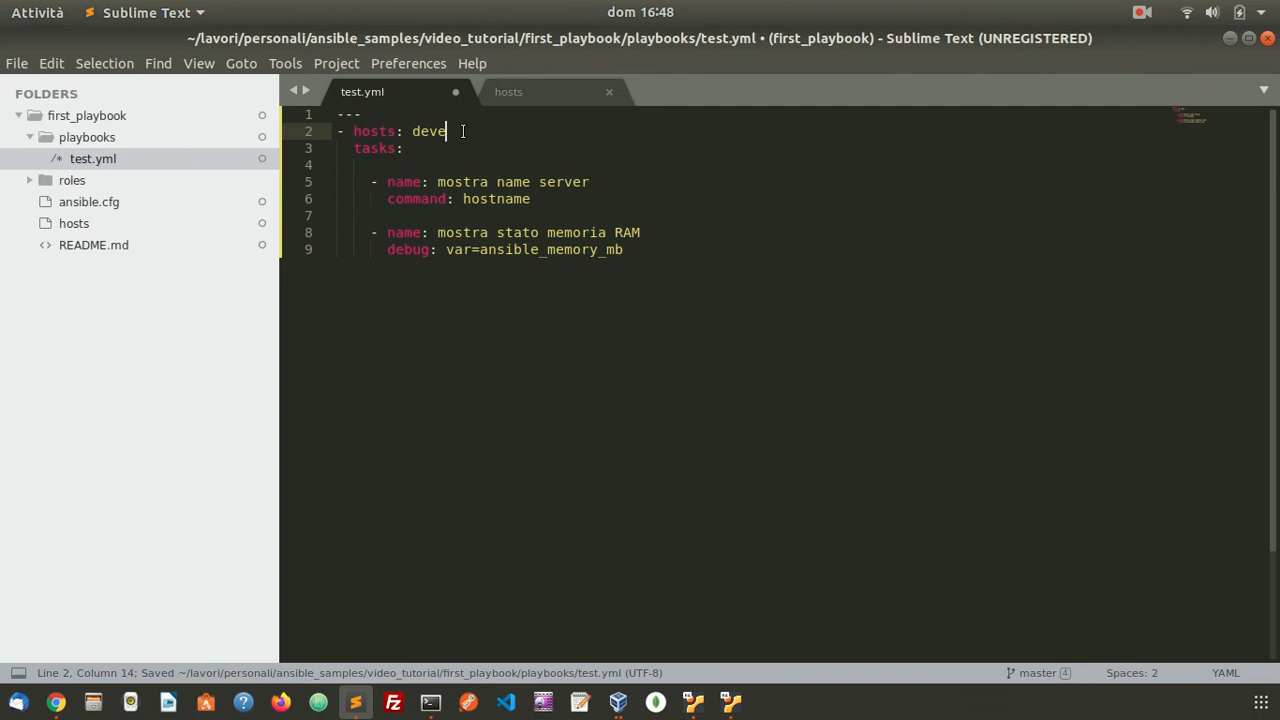 Attività
Sublime Text
dom 16:48
~/lavori/personali/ansible_samples/video_tutorial/first_playbook/playbooks/test.yml • (first_playbook) - Sublime Text (UNREGISTERED)
File Edit Selection Find View Goto Tools Project Preferences Help
FOLDERS
first_playbook
playbooks
/* test.yml
roles
ansible.cfg
hosts
<> README.md
test.yml
hosts
1 ---
2 - hosts: deve
3 tasks:
4
5 - name: mostra name server
6 command: hostname
7
8 - name: mostra stato memoria RAM
9 debug: var=ansible_memory_mb
Line 2, Column 14; Saved ~/lavori/personali/ansible_samples/video_tutorial/first_playbook/playbooks/test.yml (UTF-8)
master 4
Spaces: 2
YAML